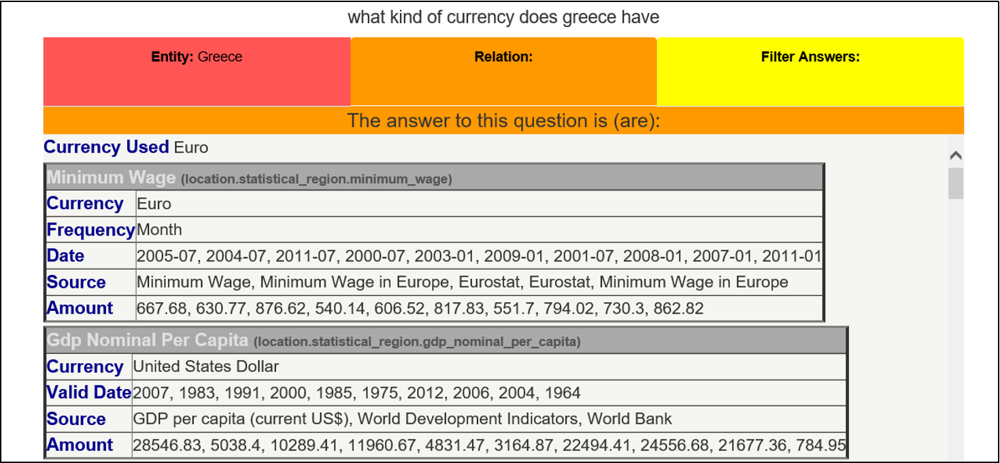 what kind of currency does greece have
Entity: Greece
Relation:
Filter Answers:
The answer to this question is (are):
Currency Used Euro
Minimum Wage (location.statistical_region.minimum_wage)
Currency Euro
Frequency Month
Date 2005-07, 2004-07, 2011-07, 2000-07, 2003-01, 2009-01, 2001-07, 2008-01, 2007-01, 2011-01
Source Minimum Wage, Minimum Wage in Europe, Eurostat, Eurostat, Minimum Wage in Europe
Amount 667.68, 630.77, 876.62, 540.14, 606.52, 817.83, 551.7, 794.02, 730.3, 862.82
Gdp Nominal Per Capita (location.statistical_region.gdp_nominal_per_capita)
Currency United States Dollar
Valid Date 2007, 1983, 1991, 2000, 1985, 1975, 2012, 2006, 2004, 1964
Source GDP per capita (current US$), World Development Indicators, World Bank
Amount 28546.83, 5038.4, 10289.41, 11960.67, 4831.47, 3164.87, 22494.41, 24556.68, 21677.36, 784.95